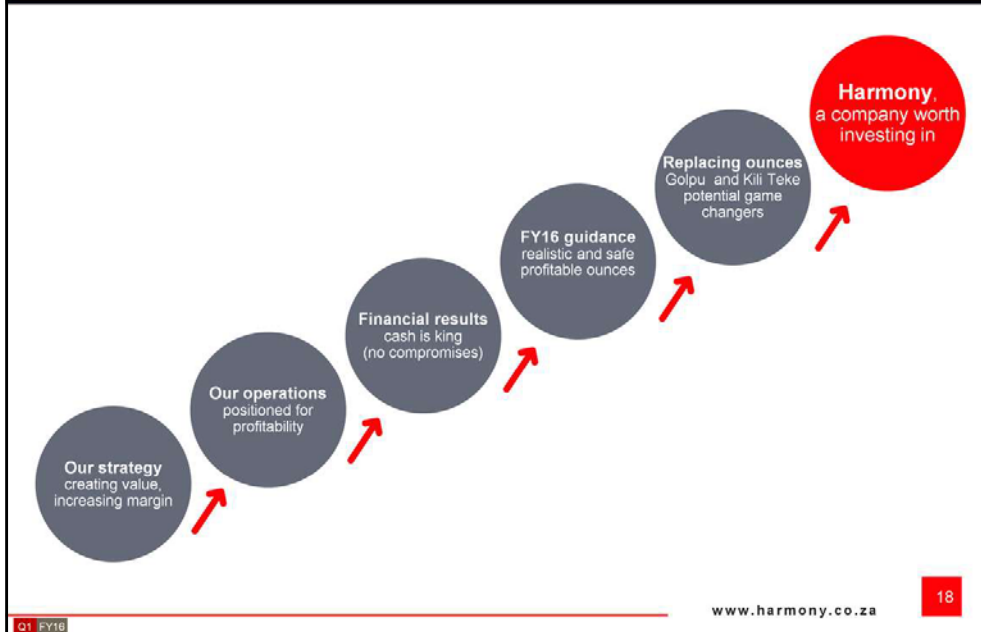 Harmony,
a company worth
investing in
Replacing ounces
Golpu and Kili Teke
potential game
changers
FY16 guidance
realistic and safe
profitable ounces
Financial results
cash is king
(no compromises)
Our operations
positioned for
profitability
Our strategy
creating value,
increasing margin
www.harmony.co.za
18
Q1 FY16